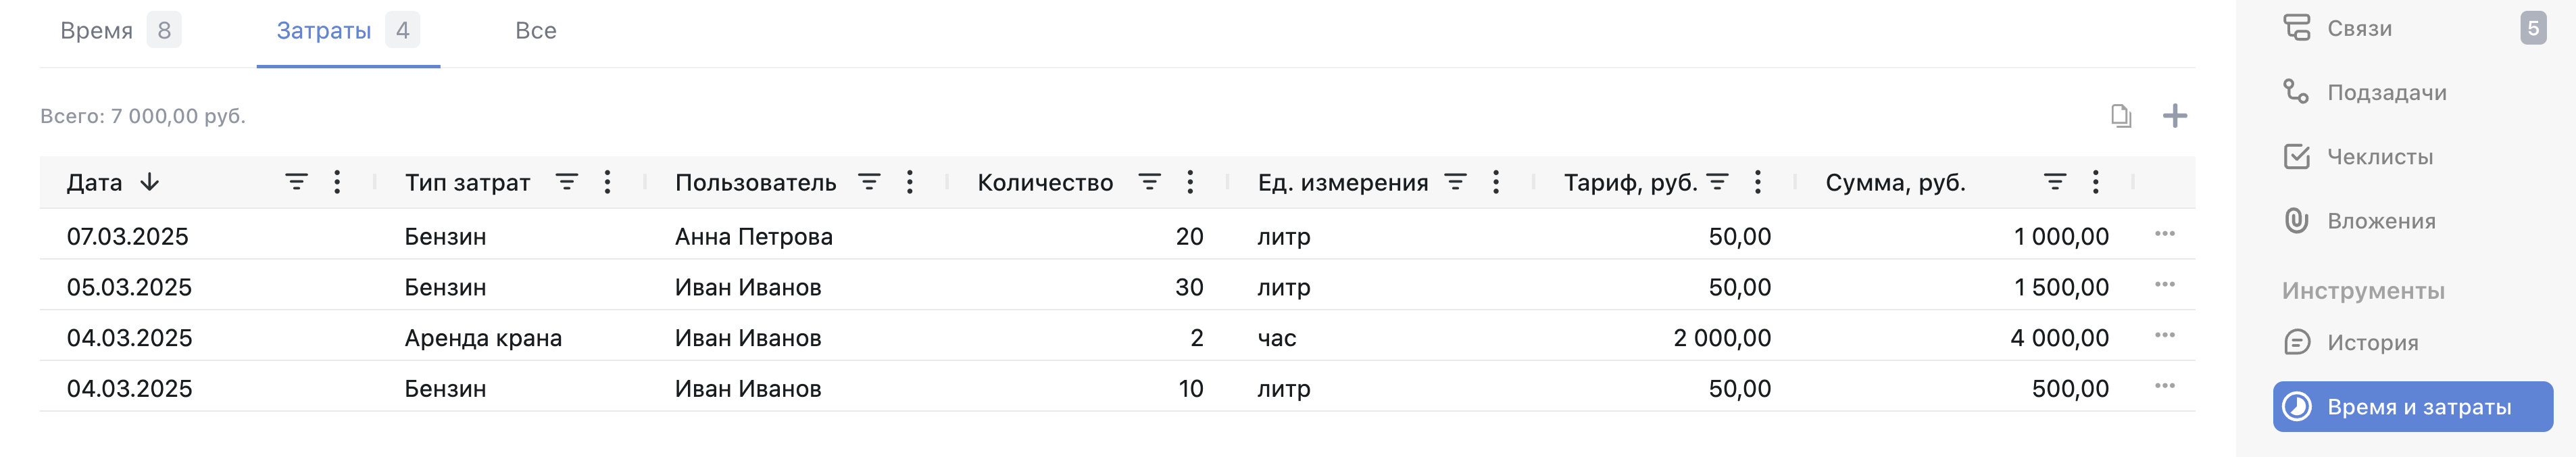 Время 8 Затраты 4 Все
Всего: 7 000,00 руб.
Дата Тип затрат Пользователь Количество Ед. измерения Тариф, руб. Сумма, руб.
07.03.2025 Бензин Анна Петрова 20 литр 50,00 1 000,00
05.03.2025 Бензин Иван Иванов 30 литр 50,00 1 500,00
04.03.2025 Аренда крана Иван Иванов 2 час 2 000,00 4 000,00
04.03.2025 Бензин Иван Иванов 10 литр 50,00 500,00
Связи 5
Подзадачи
Чеклисты
Вложения
Инструменты
История
Время и затраты